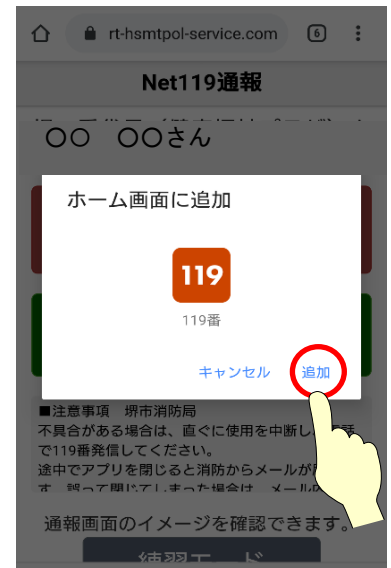 rt-hsmtpol-service.com
6
Net119通報
〇〇 〇〇さん
ホーム画面に追加
119
119番
キャンセル 追加
■注意事項 堺市消防局
不具合がある場合は、直ぐに使用を中断し
で119番発信してください。
途中でアプリを閉じると消防からメールが
す。誤って閉じてしまった場合は、メール
通報画面のイメージを確認できます。
練習モード